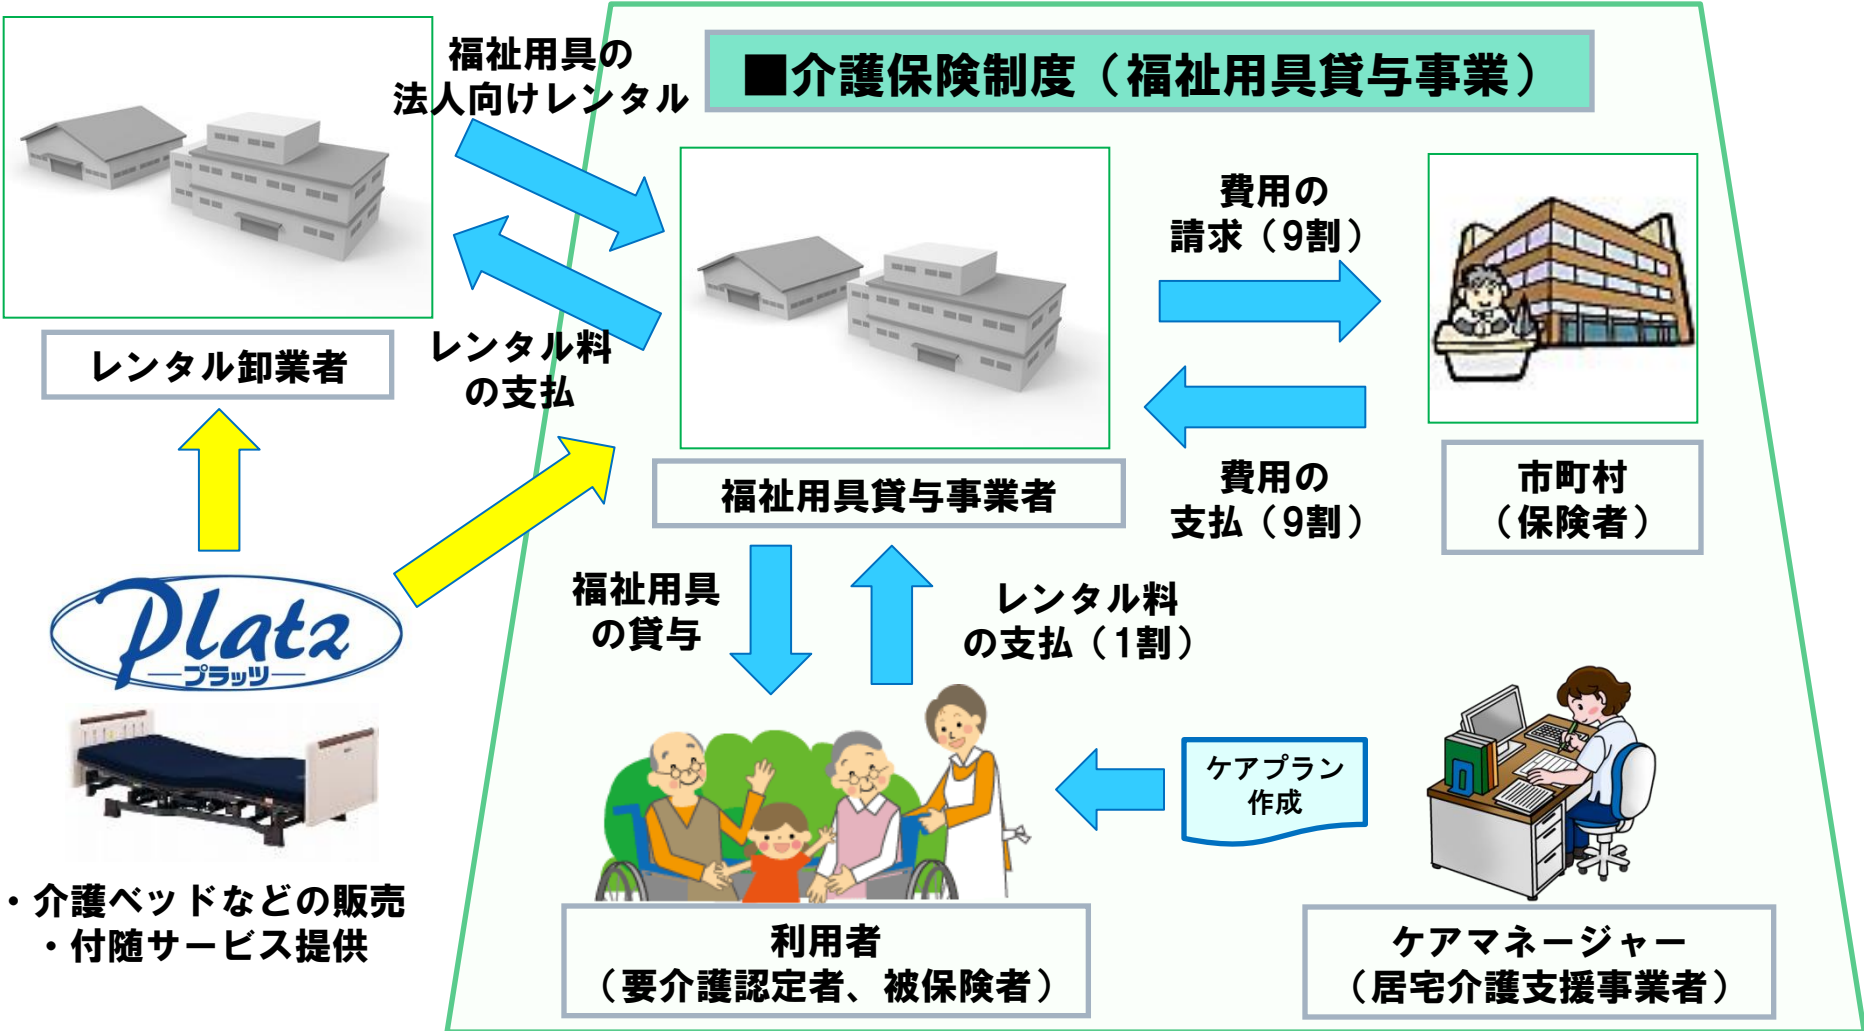 ■介護保険制度（福祉用具貸与事業）
福祉用具の
法人向けレンタル
レンタル卸業者
レンタル料
の支払
福祉用具貸与事業者
費用の
請求（9割）
費用の
支払（9割）
市町村
（保険者）
福祉用具
の貸与
レンタル料
の支払（1割）
Platz
プラッツ
・介護ベッドなどの販売
・付随サービス提供
ケアプラン
作成
利用者
（要介護認定者、被保険者）
ケアマネージャー
（居宅介護支援事業者）